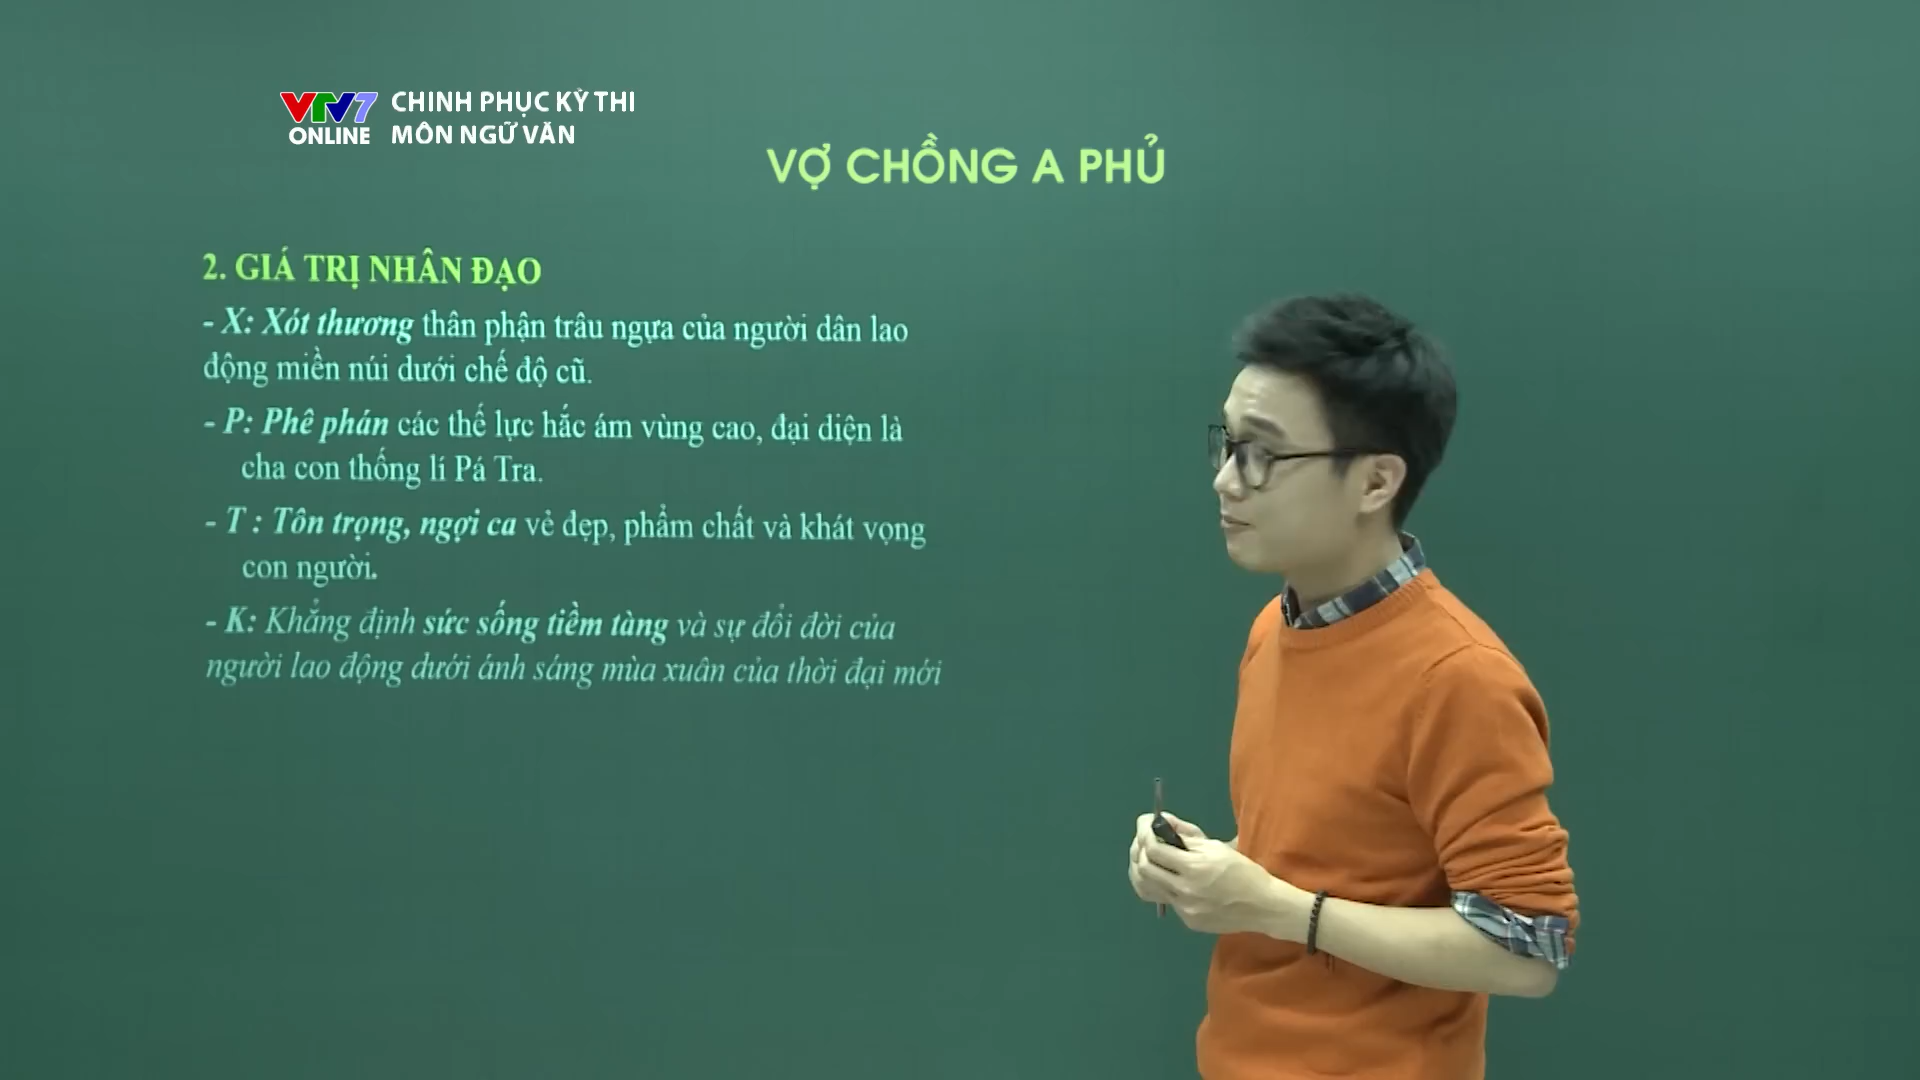 VTV7 ONLINE
CHINH PHỤC KỲ THI
MÔN NGỮ VĂN
VỢ CHỒNG A PHỦ
2. GIÁ TRỊ NHÂN ĐẠO
- X: Xót thương thân phận trâu ngựa của người dân lao
động miền núi dưới chế độ cũ.
- P: Phê phán các thế lực hắc ám vùng cao, đại diện là
cha con thống lí Pá Tra.
- T : Tôn trọng, ngợi ca vẻ đẹp, phẩm chất và khát vọng
con người.
- K: Khẳng định sức sống tiềm tàng và sự đổi đời của
người lao động dưới ánh sáng mùa xuân của thời đại mới